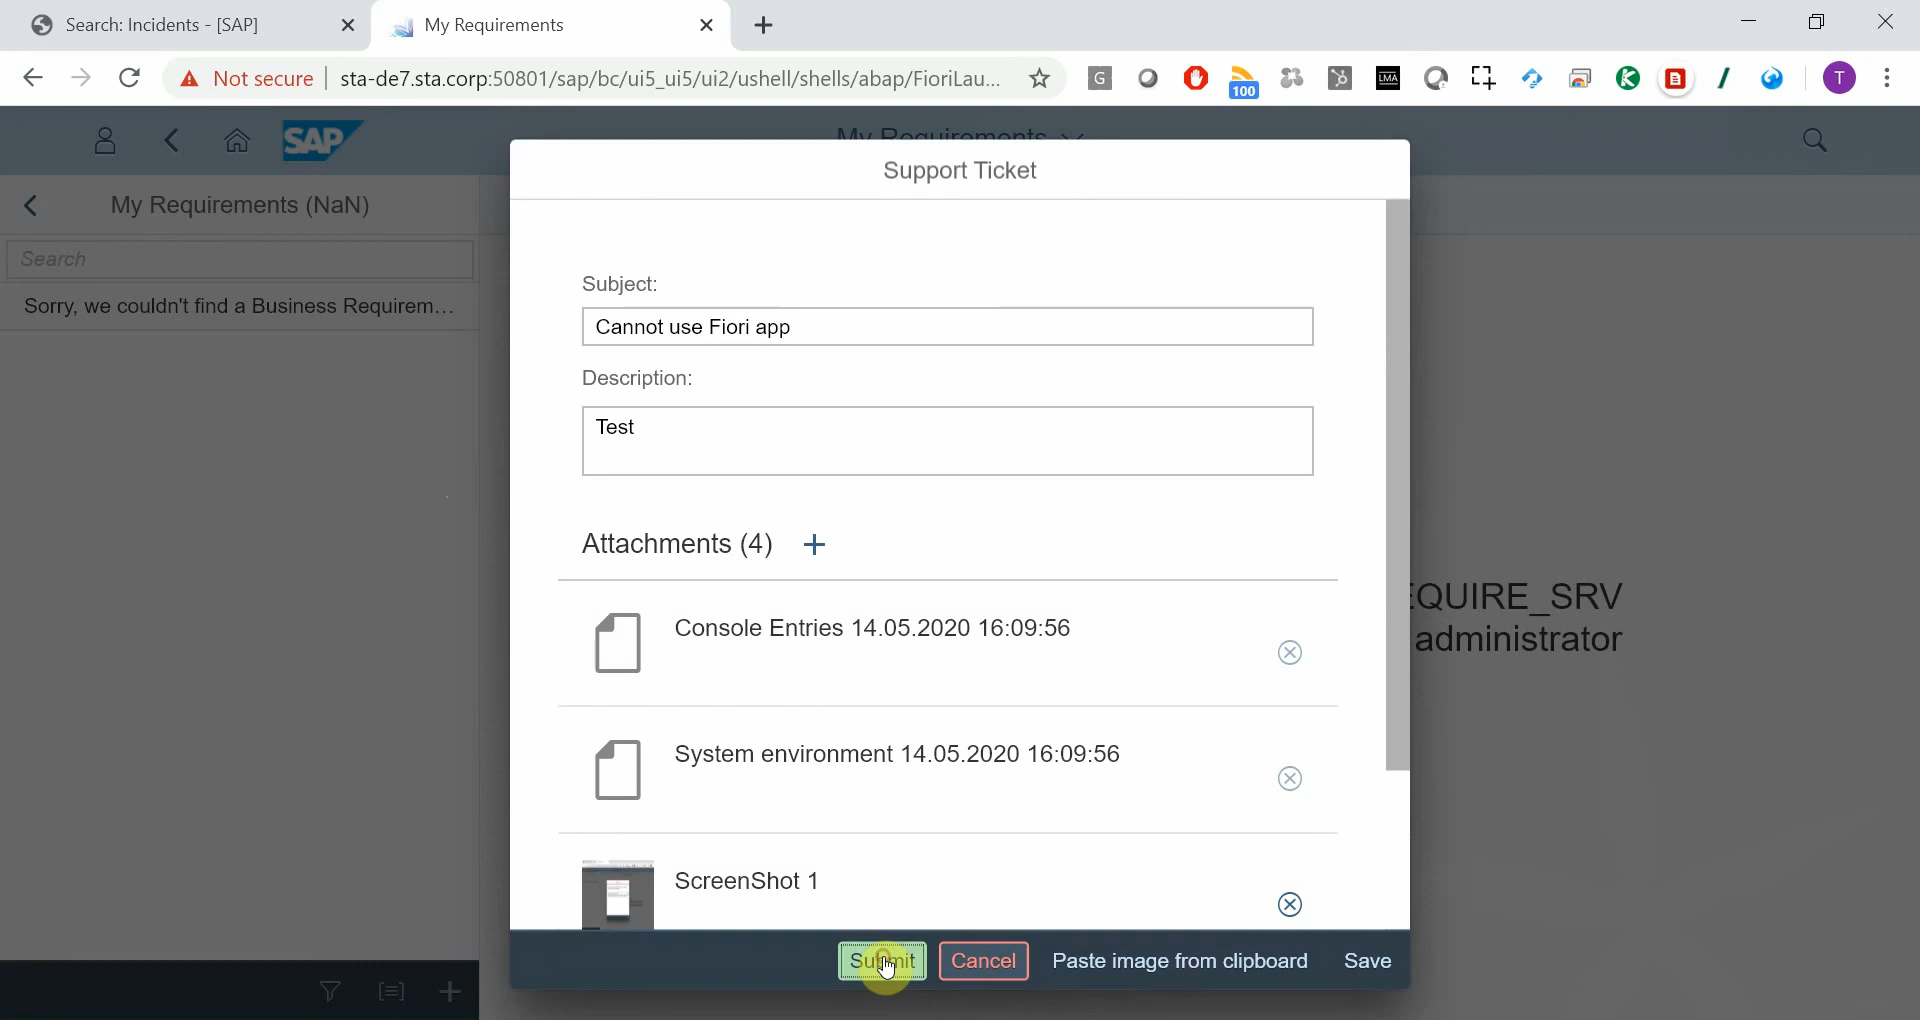 Search: Incidents - [SAP]
My Requirements
Not secure
sta-de7.sta.corp:50801/sap/bc/ui5_ui5/ui2/ushell/shells/abap/FioriLau...
G
100
LMA
T
SAP
My Requirements
My Requirements (NaN)
Search
Sorry, we couldn't find a Business Requirem...
Support Ticket
Subject:
Cannot use Fiori app
Description:
Test
Attachments (4)
Console Entries 14.05.2020 16:09:56
System environment 14.05.2020 16:09:56
ScreenShot 1
EQUIRE_SRV
administrator
Submit
Cancel
Paste image from clipboard
Save